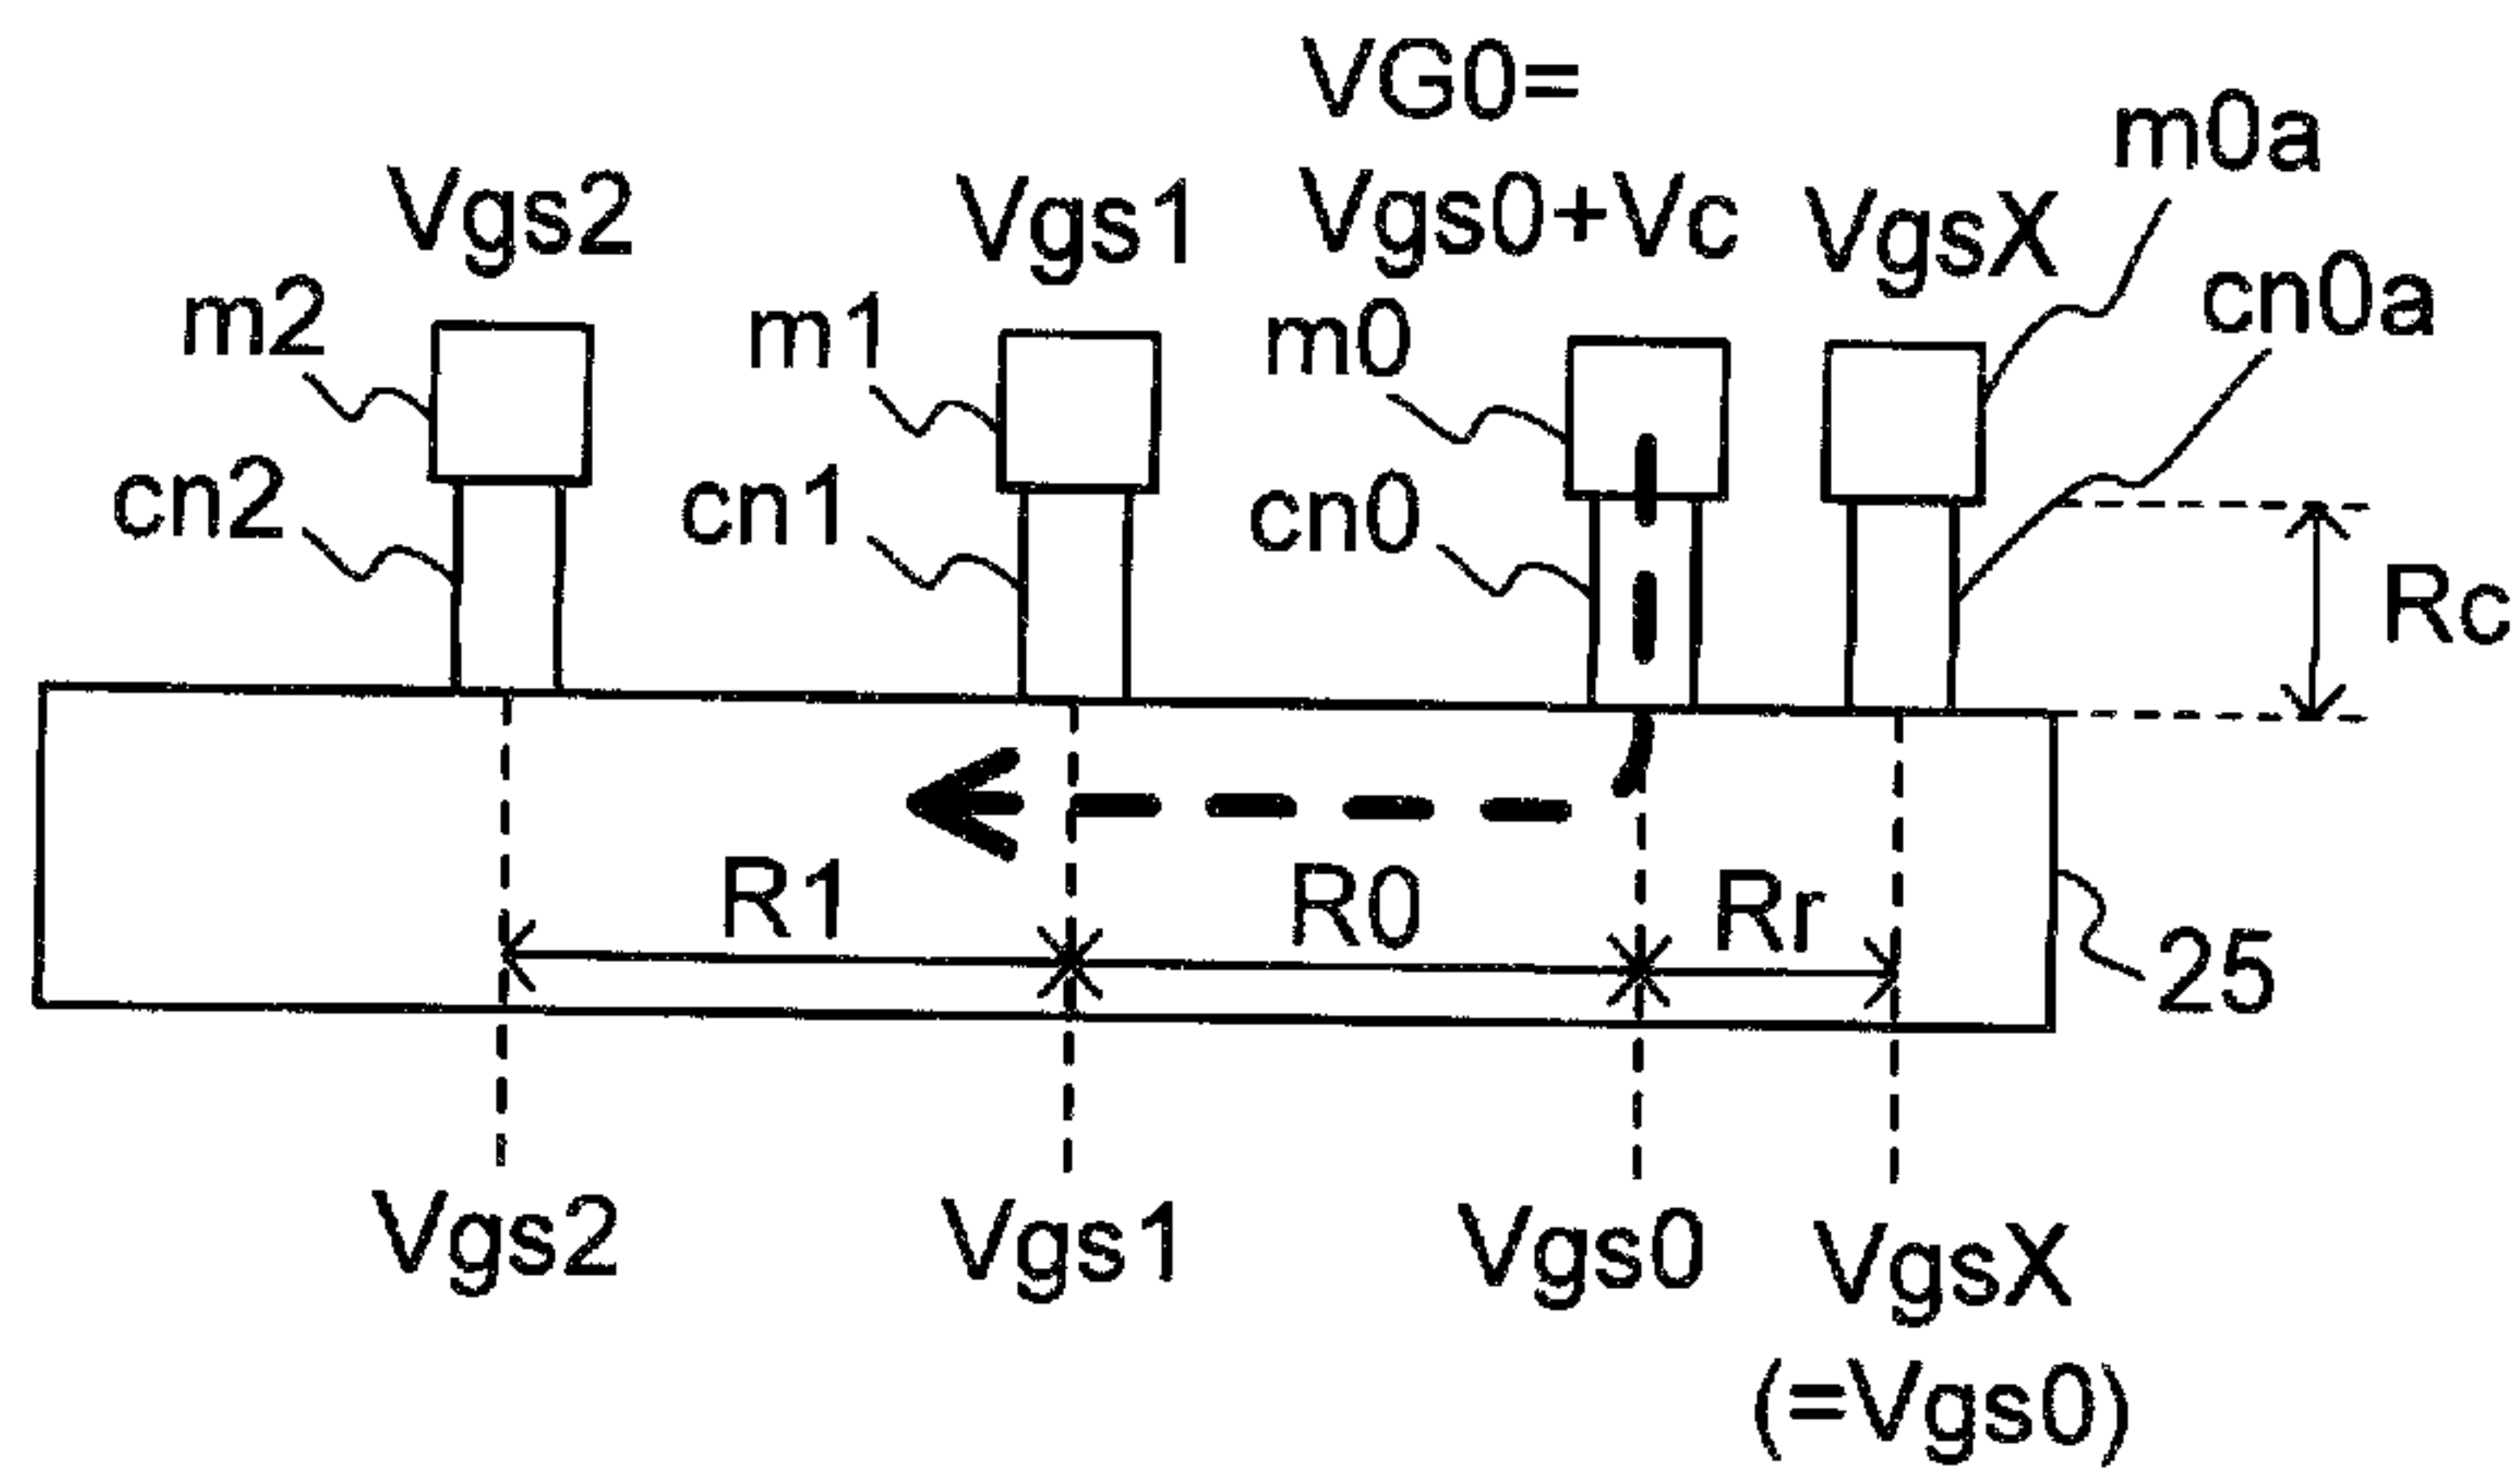 VG0=
Vgs2 Vgs1 Vgs0+Vc VgsX m0a
m2 m1 m0 cn0a
cn2 cn1 cn0
Rc
R1 R0 Rr
25
Vgs2 Vgs1 Vgs0 VgsX
(=Vgs0)